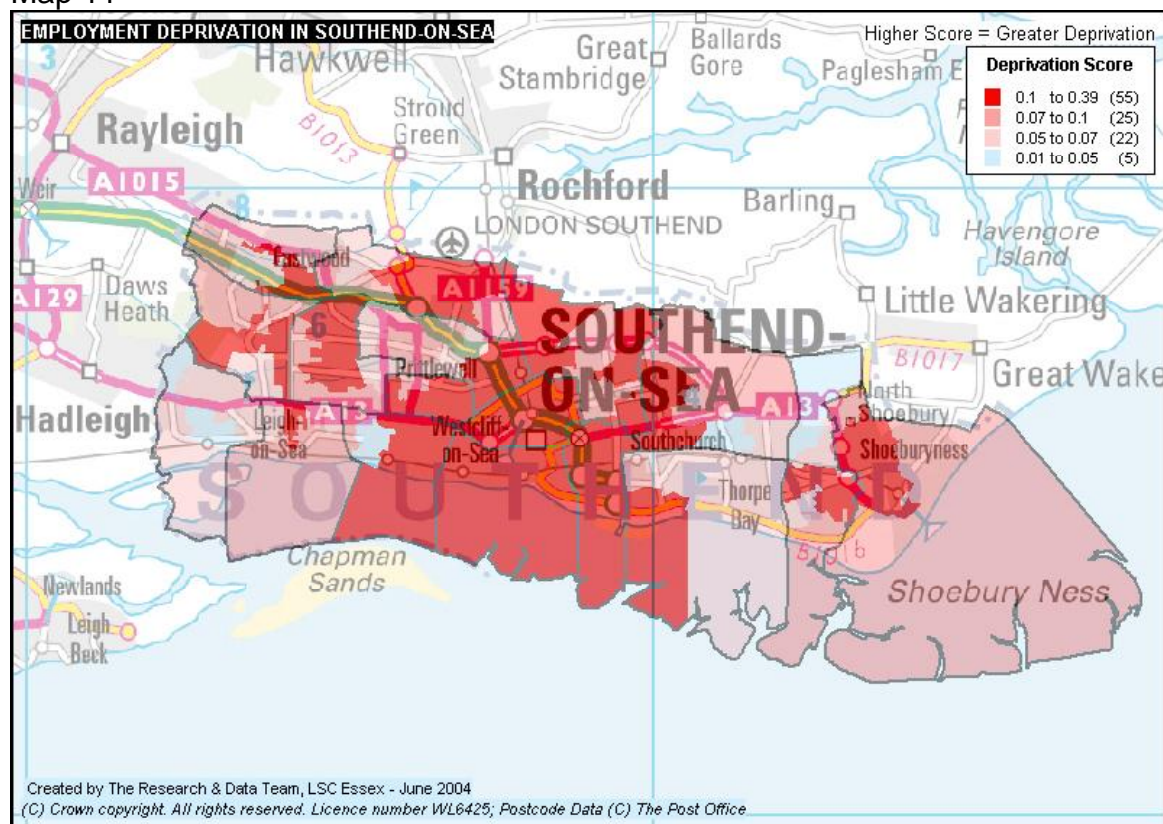 EMPLOYMENT DEPRIVATION IN SOUTHEND-ON-SEA
Higher Score = Greater Deprivation
Deprivation Score
0.1 to 0.39 (55)
0.07 to 0.1 (25)
0.05 to 0.07 (22)
0.01 to 0.05 (5)
3
Hawkwell
Great
Stambridge
Ballards
Gore
Paglesham E
Stroud
Green
B1013
Rayleigh
A1015
Weir
Rochford
LONDON SOUTHEND
Barling
Havengore
Island
8
Eastwood
Daws
Heath
A129
A1159
Little Wakering
6
SOUTHEND-
ON-SEA
B1017
Great Wake
Prittlewell
North
Shoebury
Hadleigh
A13
A13
Leigh-
on-Sea
Westcliff-
on-Sea
Southchurch
Shoeburyness
SOUTHEND
Thorpe
Bay
Chapman
Sands
Shoebury Ness
Newlands
Leigh
Beck
Created by The Research & Data Team, LSC Essex - June 2004
(C) Crown copyright. All rights reserved. Licence number WL6425; Postcode Data (C) The Post Office